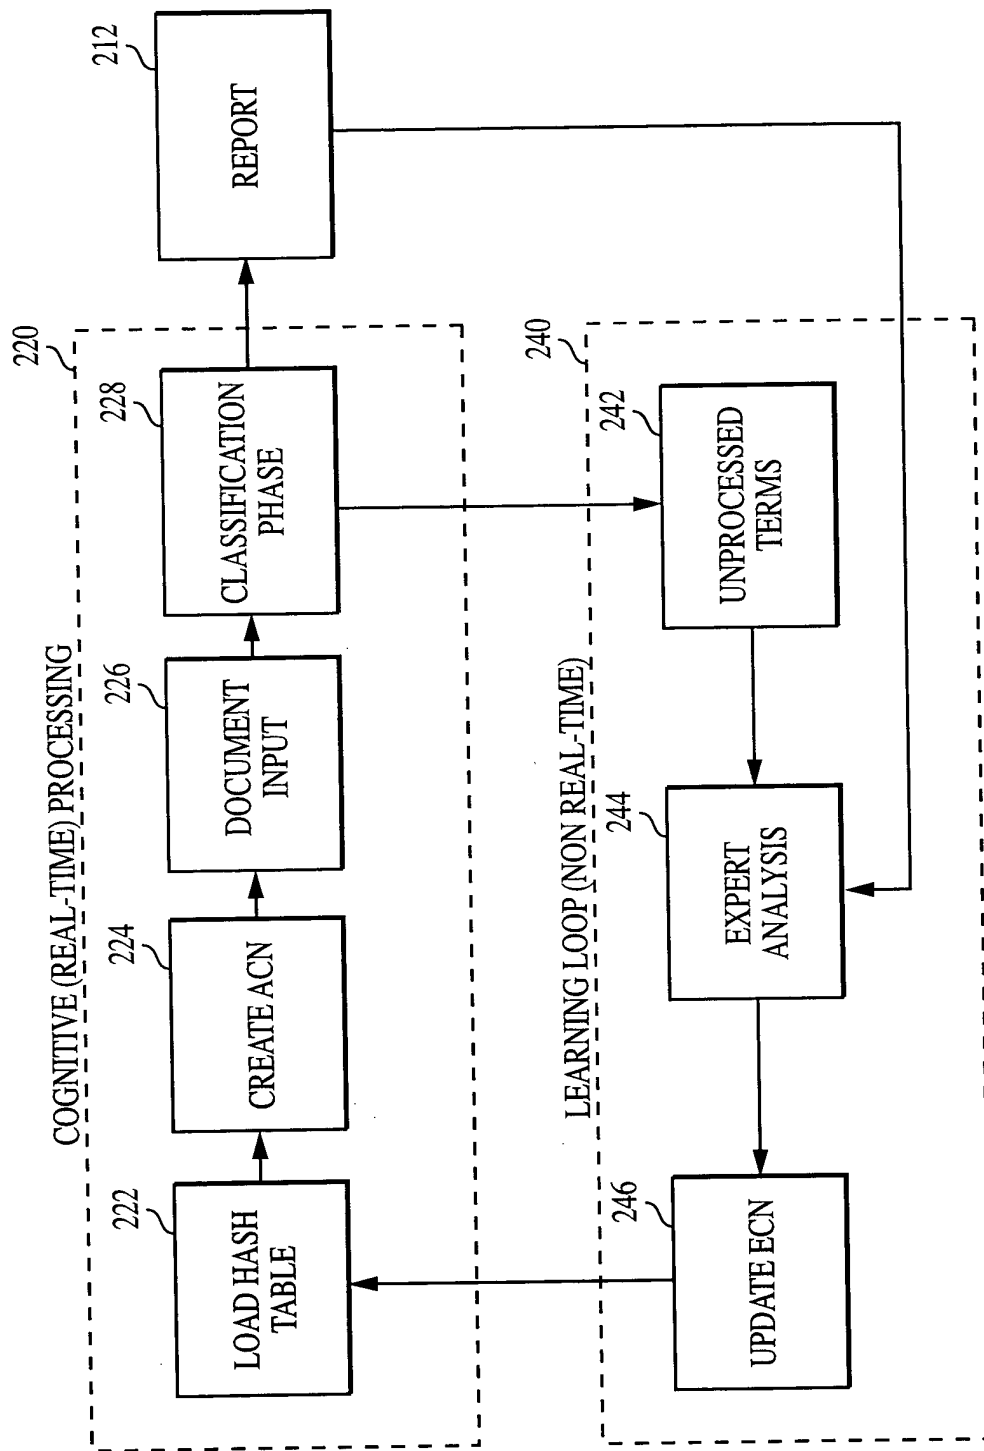 COGNITIVE (REAL-TIME) PROCESSING
220
222
LOAD HASH
TABLE
224
CREATE ACN
226
DOCUMENT
INPUT
228
CLASSIFICATION
PHASE
212
REPORT
LEARNING LOOP (NON REAL-TIME)
240
246
UPDATE ECN
244
EXPERT
ANALYSIS
242
UNPROCESSED
TERMS